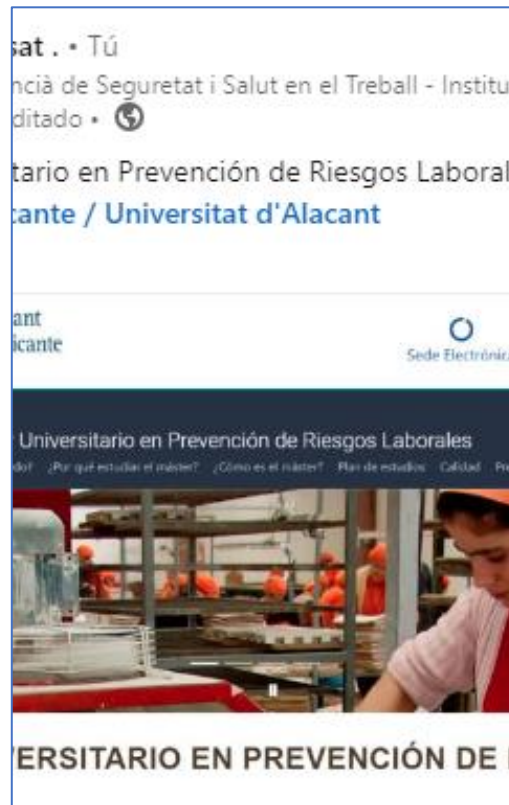 sat . • Tú
ncià de Seguretat i Salut en el Treball - Institu
ditado •
tario en Prevención de Riesgos Laboral
cante / Universitat d'Alacant
ant
icante
Sede Electrónic
Universitario en Prevención de Riesgos Laborales
do? ¿Por qué estudiar el máster? ¿Cómo es el máster? Plan de estudios Calidad Pre
ERSITARIO EN PREVENCIÓN DE